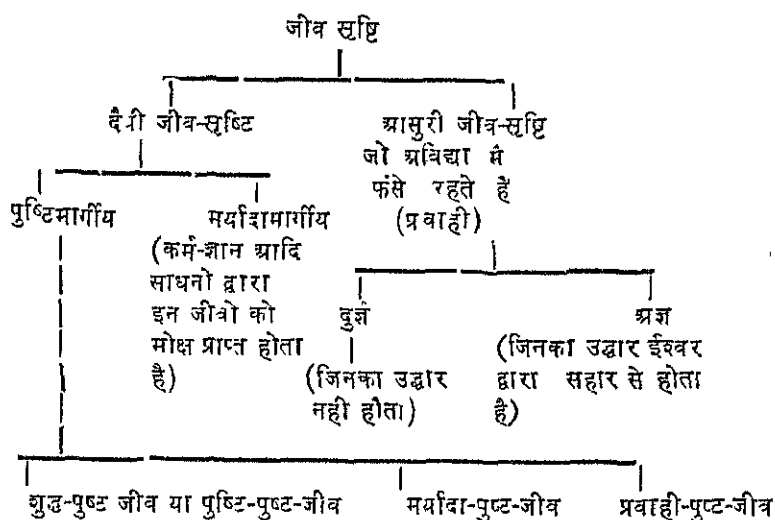 जीव सृष्टि
दैवी जीव-सृष्टि
आसुरी जीव-सृष्टि
जो अविद्या मे
फंसे रहते हैं
(प्रवाही)
पुष्टिमार्गीय
मर्यादामार्गीय
(कर्म-ज्ञान आदि
साधनो द्वारा
इन जीवो को
मोक्ष प्राप्त होता
है)
दुर्ज्ञ
(जिनका उद्धार
नही होता)
अज्ञ
(जिनका उद्धार ईश्वर
द्वारा सहार से होता
है)
शुद्ध-पुष्ट जीव या पुष्टि-पुष्ट-जीव
मर्यादा-पुष्ट-जीव
प्रवाही-पुष्ट-जीव